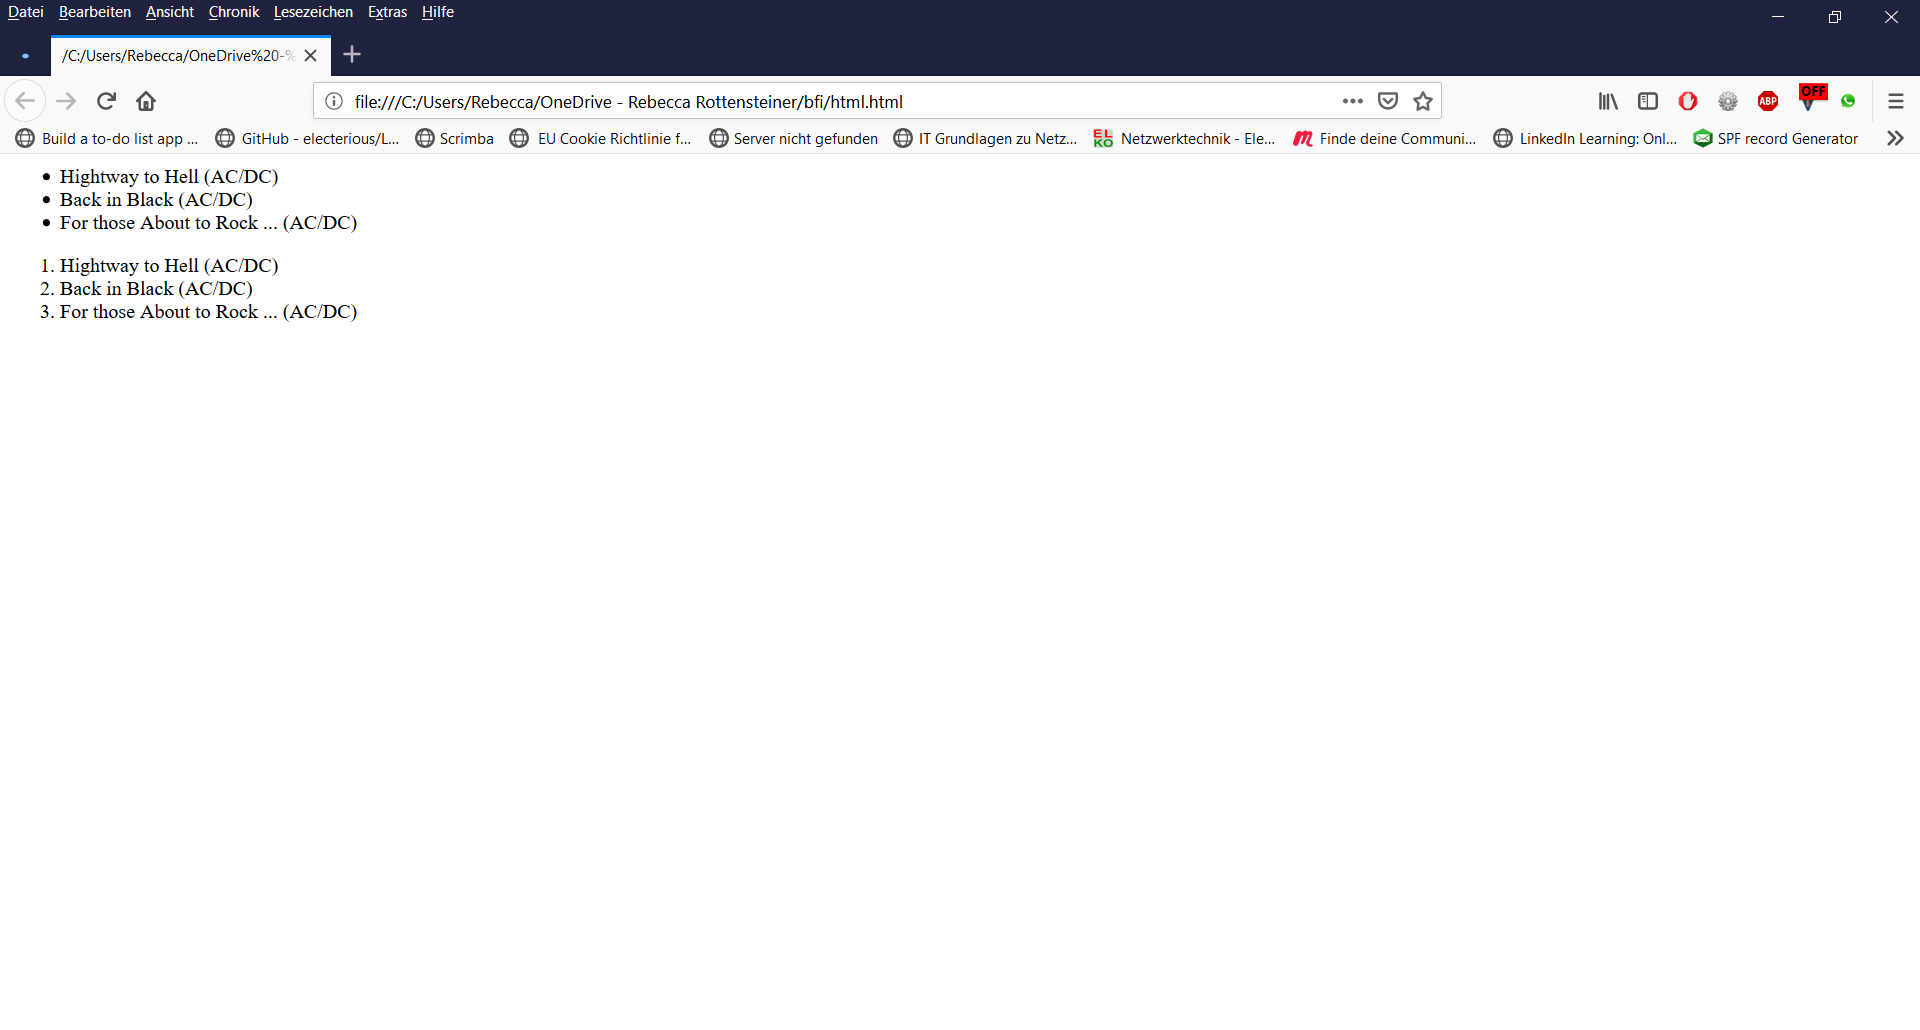 Datei Bearbeiten Ansicht Chronik Lesezeichen Extras Hilfe
/C:/Users/Rebecca/OneDrive%20-%
file:///C:/Users/Rebecca/OneDrive - Rebecca Rottensteiner/bfi/html.html
ABP
OFF
Build a to-do list app ... GitHub - electerious/L... Scrimba EU Cookie Richtlinie f... Server nicht gefunden IT Grundlagen zu Netz... EL KO Netzwerktechnik - Ele... m Finde deine Communi... LinkedIn Learning: Onl... SPF record Generator
• Hightway to Hell (AC/DC)
• Back in Black (AC/DC)
• For those About to Rock ... (AC/DC)
1. Hightway to Hell (AC/DC)
2. Back in Black (AC/DC)
3. For those About to Rock ... (AC/DC)